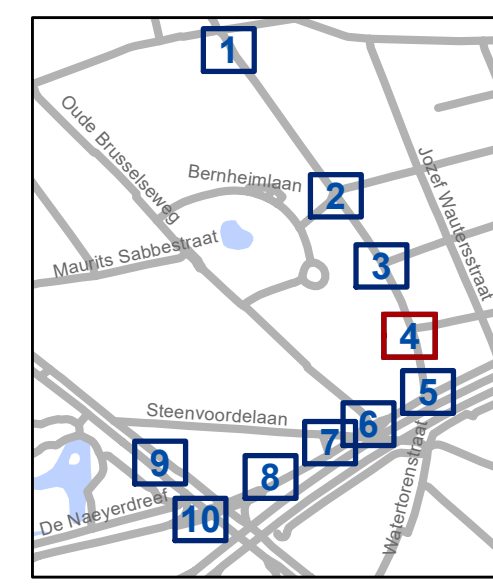 1
Oude Brusselseweg
Bernheimlaan
2
Jozef Wautersstraat
Maurits Sabbestraat
3
4
5
Steenvoordelaan
6
7
Watertorenstraat
9
8
De Naeyerdreef
10